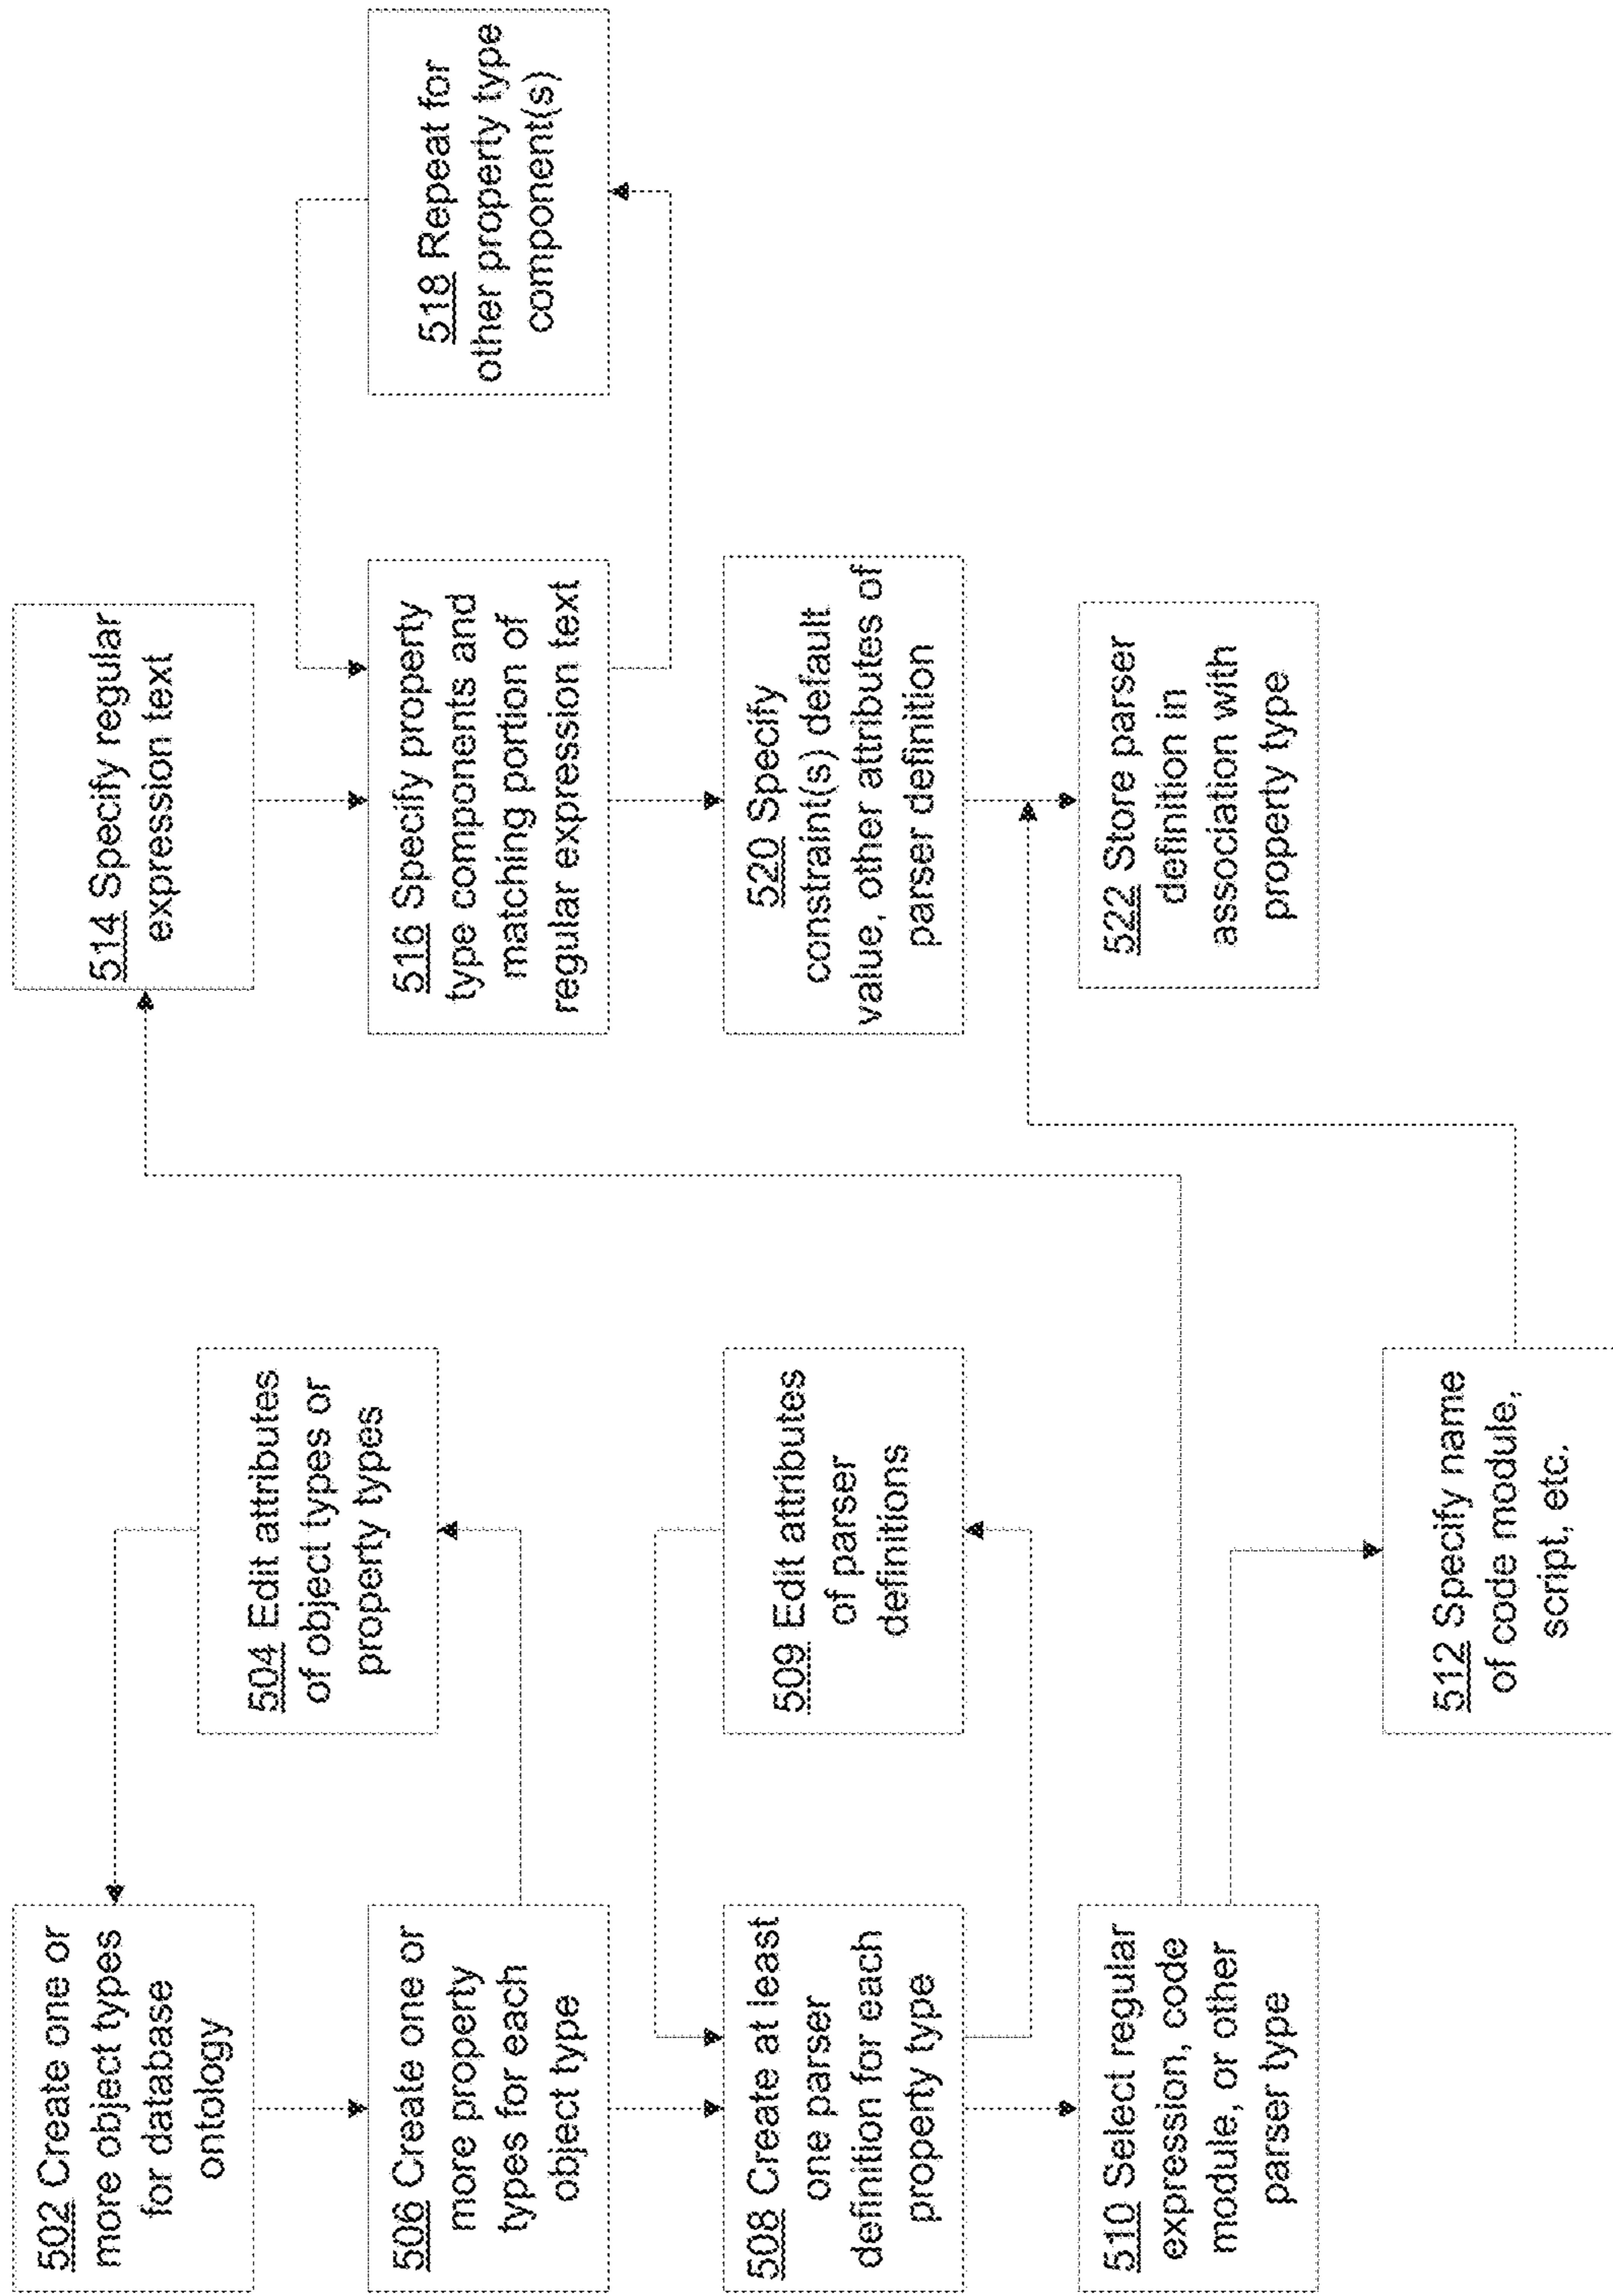 502 Create one or
more object types
for database
ontology
504 Edit attributes
of object types or
property types
506 Create one or
more property
types for each
object type
508 Create at least
one parser
definition for each
property type
509 Edit attributes
of parser
definitions
510 Select regular
expression, code
module, or other
parser type
512 Specify name
of code module,
script, etc.
514 Specify regular
expression text
516 Specify property
type components and
matching portion of
regular expression text
518 Repeat for
other property type
component(s)
520 Specify
constraint(s) default
value, other attributes of
parser definition
522 Store parser
definition in
association with
property type